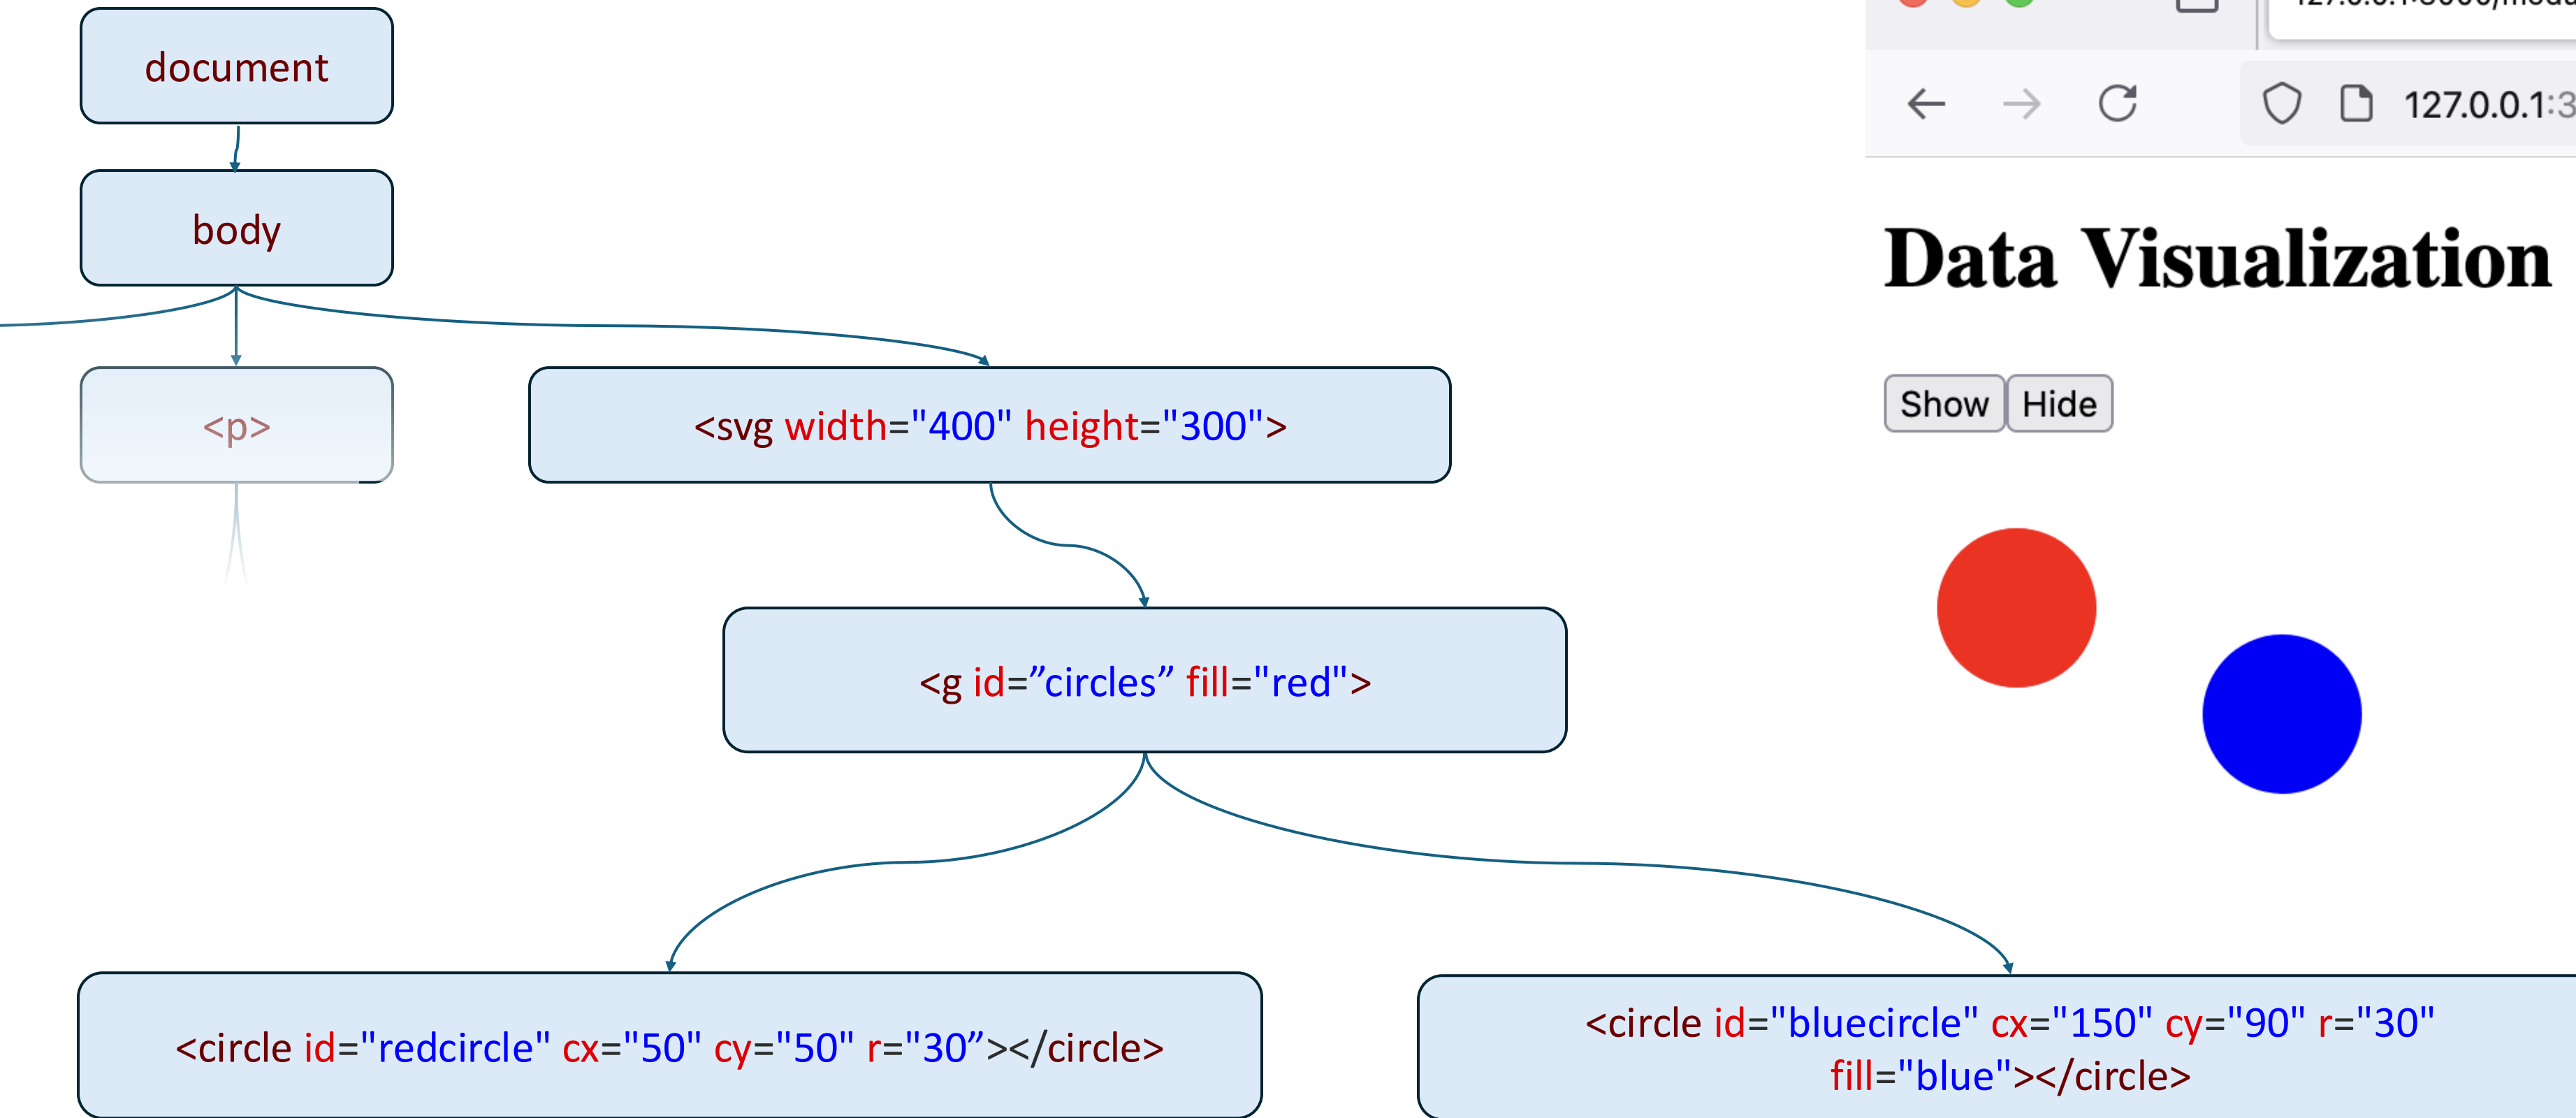 document
body
<p>
<svg width="400" height="300">
<g id=”circles” fill="red">
<circle id="redcircle" cx="50" cy="50" r="30”></circle>
<circle id="bluecircle" cx="150" cy="90" r="30"
fill="blue"></circle>
127.0.0.1:3
Data Visualization
Show
Hide